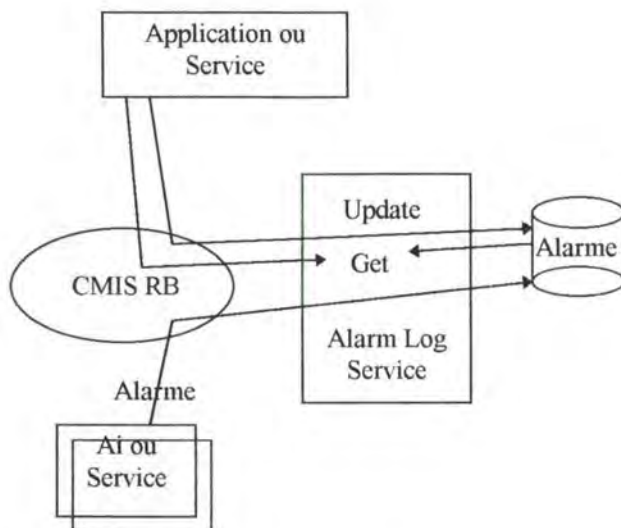 Application ou
Service
Update
Alarme
Get
CMIS RB
Alarm Log
Service
Alarme
Ai ou
Service